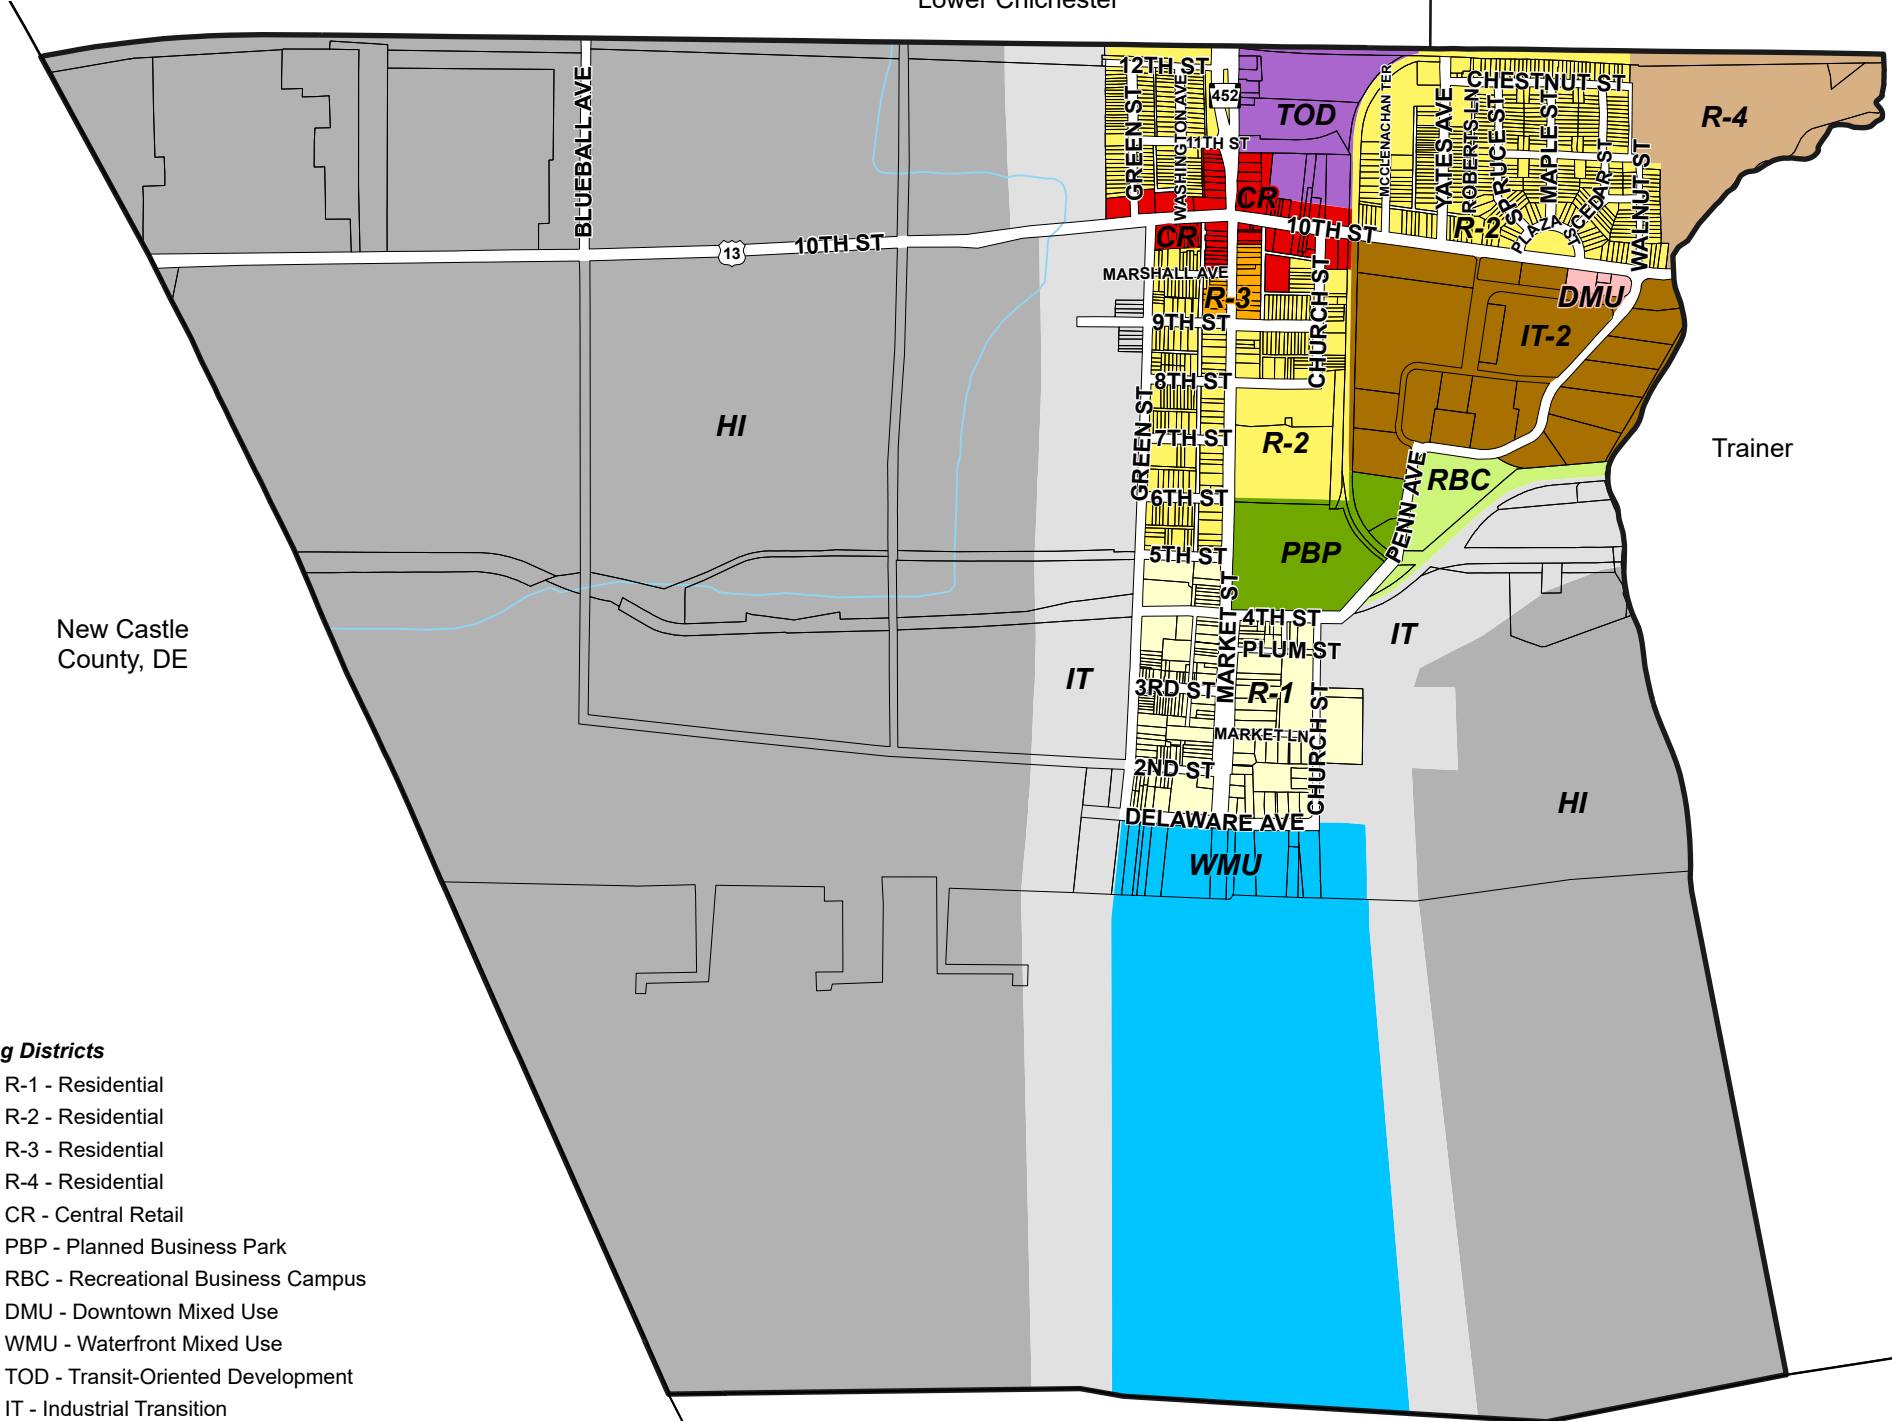 Lower Chichester
12TH ST
452
TOD
CHESTNUT ST
R-4
BLUEBALL AVE
GREEN ST
WASHINGTON AVE
11TH ST
MCCLENACHAN TER
YATES AVE
ROBERTS LN
SPRUCE ST
MAPLE ST
CEDAR ST
WALNUT ST
PLAZA ST
CR
10TH ST
R-2
13
10TH ST
CR
MARSHALL AVE
R-3
CHURCH ST
DMU
9TH ST
IT-2
8TH ST
GREEN ST
HI
7TH ST
R-2
Trainer
6TH ST
RBC
PENN AVE
5TH ST
PBP
MARKET ST
4TH ST
New Castle
County, DE
IT
PLUM ST
IT
3RD ST
R-1
MARKET LN
CHURCH ST
2ND ST
HI
DELAWARE AVE
WMU
g Districts
R-1 - Residential
R-2 - Residential
R-3 - Residential
R-4 - Residential
CR - Central Retail
PBP - Planned Business Park
RBC - Recreational Business Campus
DMU - Downtown Mixed Use
WMU - Waterfront Mixed Use
TOD - Transit-Oriented Development
IT - Industrial Transition